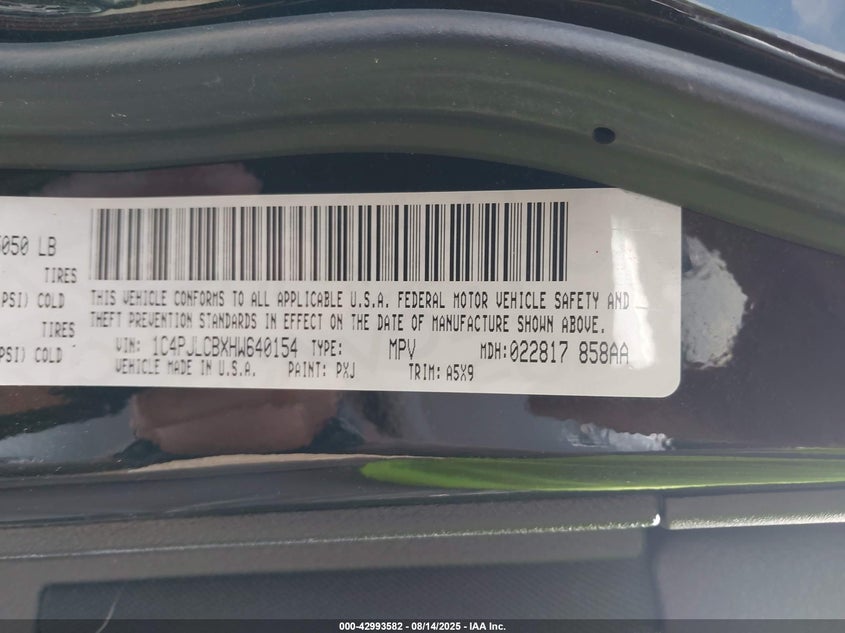 5050 LB
TIRES
PSI) COLD
TIRES
PSI) COLD
THIS VEHICLE CONFORMS TO ALL APPLICABLE U.S.A. FEDERAL MOTOR VEHICLE SAFETY AND
THEFT PREVENTION STANDARDS IN EFFECT ON THE DATE OF MANUFACTURE SHOWN ABOVE.
VIN: 1C4PJLCBXHW640154 TYPE: MPV MDH:022817 858AA
VEHICLE MADE IN U.S.A. PAINT: PXJ TRIM: A5X9
000-42993582 - 08/14/2025 - IAA Inc.